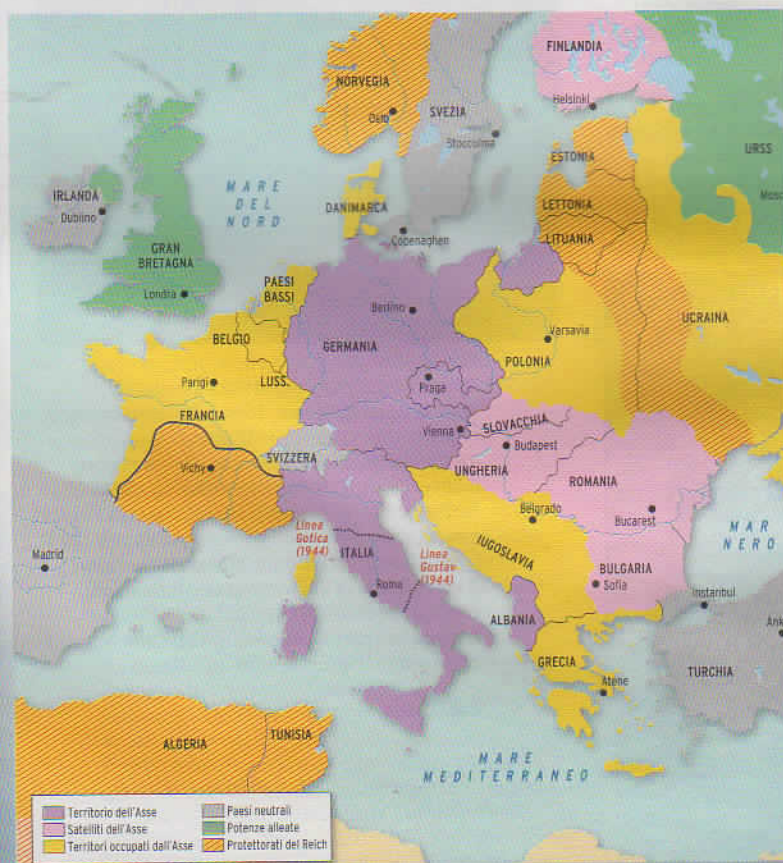 FINLANDIA
NORVEGIA
Helsinki
Oslo
SVEZIA
Stoccolma
URSS
ESTONIA
IRLANDA
MARE
DEL
NORD
LETTONIA
Dublino
DANIMARCA
LITUANIA
Copenaghen
GRAN
BRETAGNA
PAESI
BASSI
Londra
Berlino
UCRAINA
Varsavia
BELGIO
GERMANIA
POLONIA
Parigi
LUSS.
Praga
FRANCIA
Vienna
SLOVACCHIA
Budapest
SVIZZERA
UNGHERIA
Vichy
ROMANIA
Belgrado
Bucarest
Linea
Gotica
(1944)
MAR
NERO
Madrid
ITALIA
Linea
Gustav
(1944)
IUGOSLAVIA
BULGARIA
Sofia
Roma
Instanbul
ALBANIA
GRECIA
TURCHIA
Atene
ALGERIA
TUNISIA
MARE
MEDITERRANEO
Territorio dell'Asse
Satelliti dell'Asse
Territori occupati dall'Asse
Paesi neutrali
Potenze alleate
Protettorati del Reich